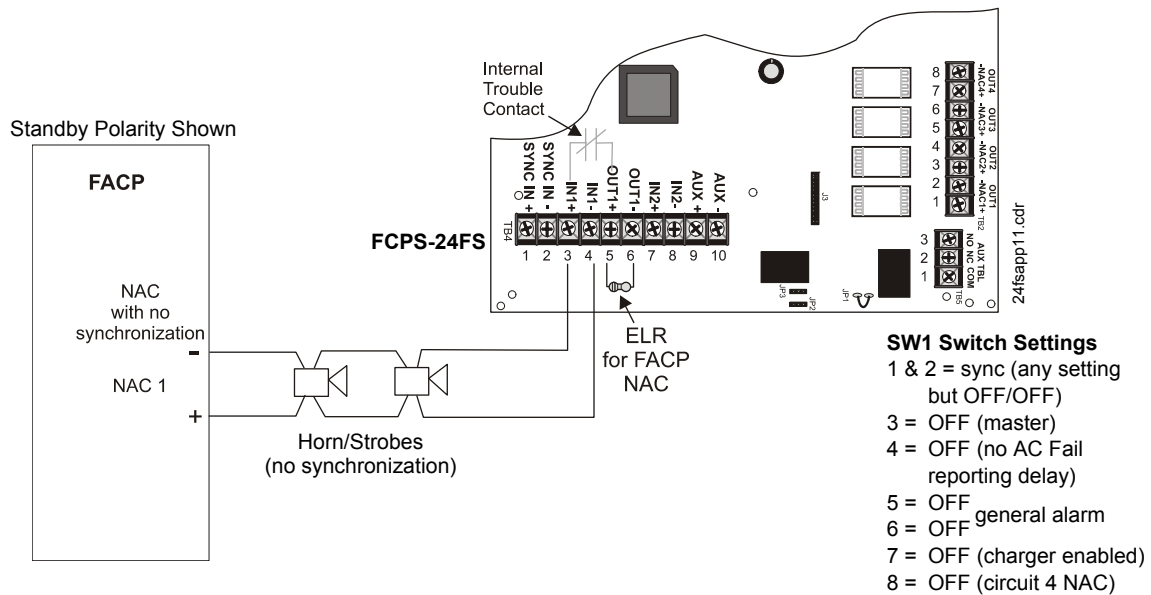 Standby Polarity Shown
FACP
NAC
with no
synchronization
-
NAC 1
+
Horn/Strobes
(no synchronization)
Internal
Trouble
Contact
FCPS-24FS
TB4
SYNC IN +
SYNC IN -
IN1+
IN1-
OUT1+
OUT1-
IN2+
IN2-
AUX +
AUX -
1 2 3 4 5 6 7 8 9 10
ELR
for FACP
NAC
J3
JP3
JP2
JP1
8
7
6
5
4
3
2
1
-NAC4+
OUT4
-NAC3+
OUT3
-NAC2+
OUT2
-NAC1+
OUT1
TB2
3
2
1
AUX TBL
NO NC COM
TB5
24fsapp11.cdr
SW1 Switch Settings
1 & 2 = sync (any setting
but OFF/OFF)
3 = OFF (master)
4 = OFF (no AC Fail
reporting delay)
5 = OFF
general alarm
6 = OFF
7 = OFF (charger enabled)
8 = OFF (circuit 4 NAC)